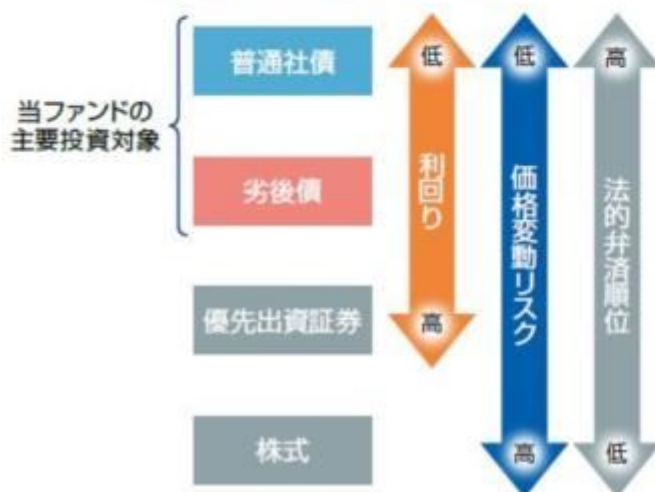 普通社債
当ファンドの
主要投資対象
劣後債
優先出資証券
株式
低
利回り
高
低
価格変動リスク
高
高
法的弁済順位
低